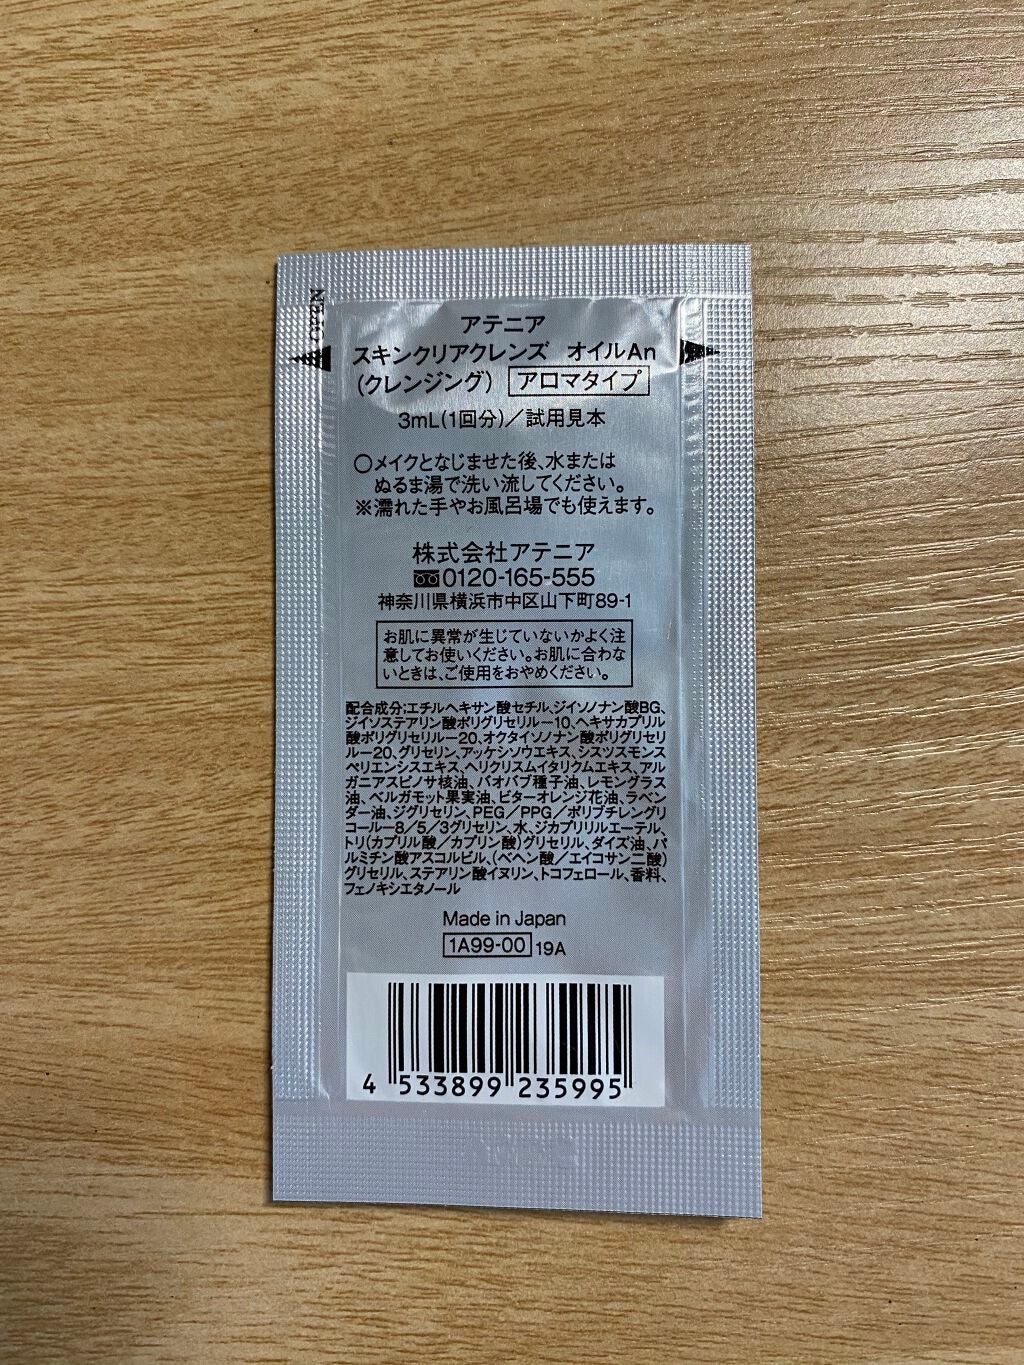 OPEN
アテニア
スキンクリアクレンズ オイルAn
(クレンジング) アロマタイプ
3mL(1回分)/試用見本
○メイクとなじませた後、水または
ぬるま湯で洗い流してください。
※濡れた手やお風呂場でも使えます。
株式会社アテニア
0120-165-555
神奈川県横浜市中区山下町89-1
お肌に異常が生じていないかよく注
意してお使いください。お肌に合わな
いときは、ご使用をおやめください。
配合成分:エチルヘキサン酸セチル、ジイソノナン酸BG、
ジイソステアリン酸ポリグリセリル-10、ヘキサカプリル
酸ポリグリセリル-20、オクタイソノナン酸ポリグリセリ
ル-20、グリセリン、アッケシソウエキス、シスツスモンス
ペリエンシスエキス、ヘリクリスムイタリクムエキス、アル
ガニアスピノサ核油、バオバブ種子油、レモングラス
油、ベルガモット果実油、ビターオレンジ花油、ラベン
ダー油、ジグリセリン、PEG/PPG/ポリブチレングリ
コール-8/5/3グリセリン、水、ジカプリリルエーテル、
トリ(カプリル酸/カプリン酸)グリセリル、ダイズ油、パ
ルミチン酸アスコルビル、(ベヘン酸/エイコサン二酸)
グリセリル、ステアリン酸イヌリン、トコフェロール、香料、
フェノキシエタノール
Made in Japan
1A99-00 19A
4 533899 235995